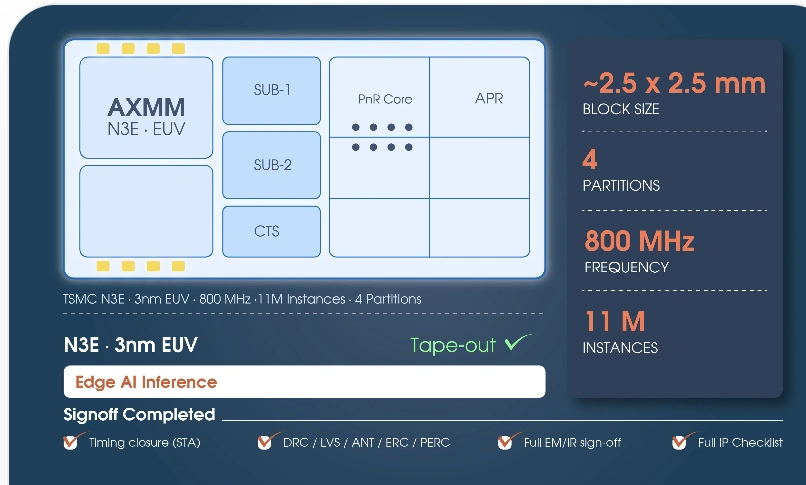 AXMM
N3E · EUV
SUB-1
SUB-2
CTS
PnR Core
APR
TSMC N3E · 3nm EUV · 800 MHz ·11M Instances · 4 Partitions
N3E · 3nm EUV
Tape-out
Edge AI Inference
~2.5 x 2.5 mm
BLOCK SIZE
4
PARTITIONS
800 MHz
FREQUENCY
11 M
INSTANCES
Signoff Completed
Timing closure (STA)
DRC / LVS / ANT / ERC / PERC
Full EM/IR sign-off
Full IP Checklist